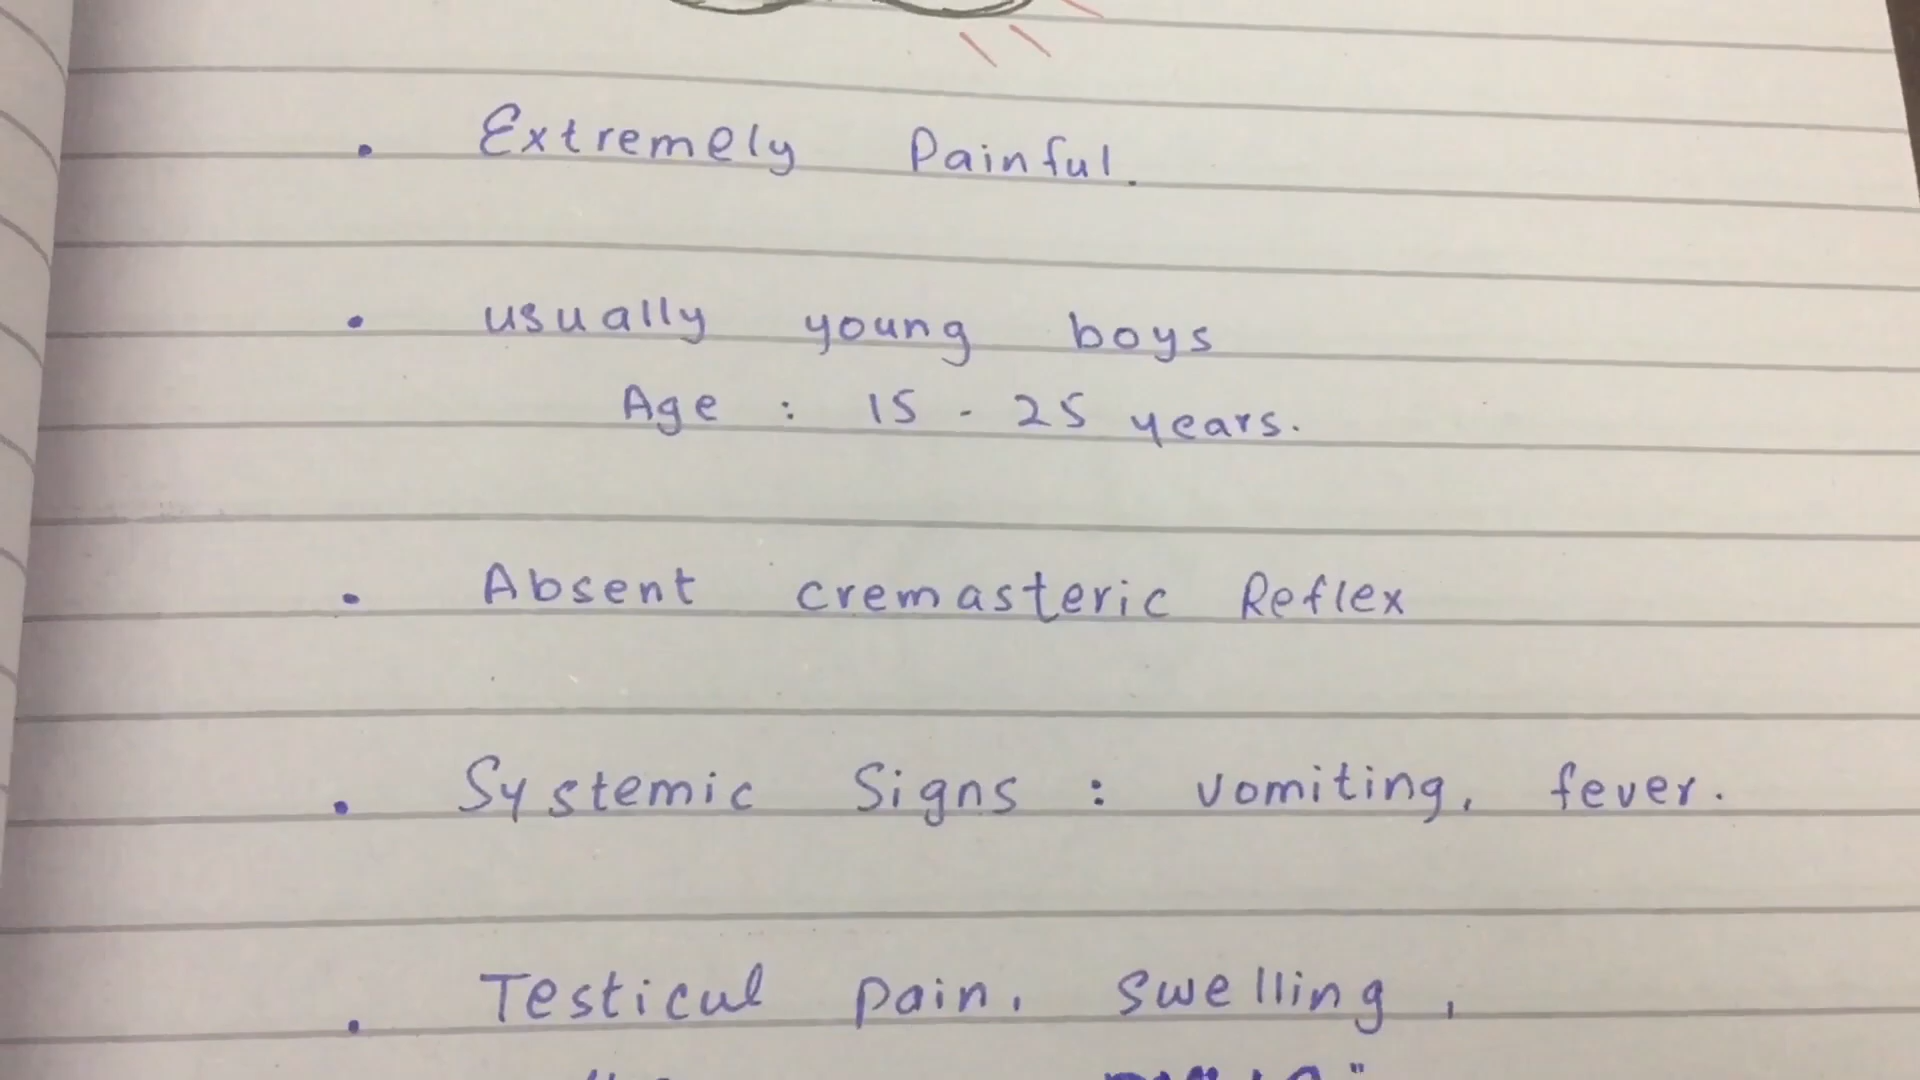 . Extremely Painful.
. usually young boys
Age : 15 - 25 years.
. Absent cremasteric Reflex
. Systemic Signs : vomiting, fever.
. Testicul pain, swelling,